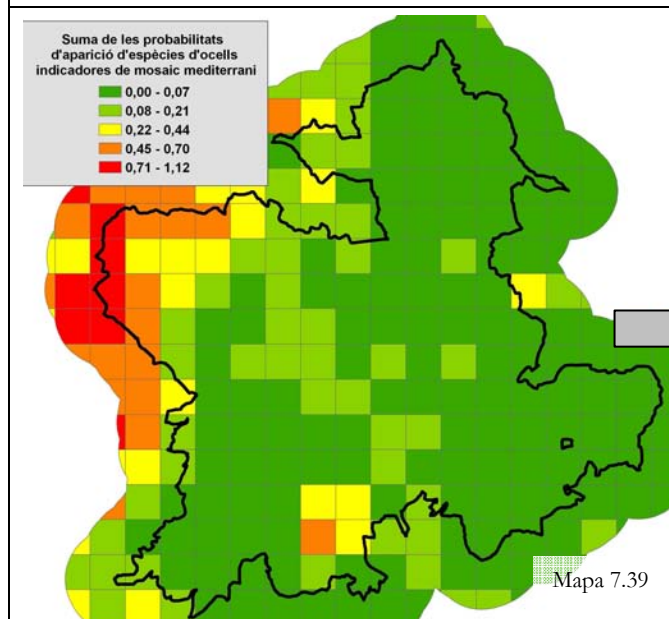 Suma de les probabilitats
d'aparició d'espècies d'ocells
indicadores de mosaic mediterrani
0,00 - 0,07
0,08 - 0,21
0,22 - 0,44
0,45 - 0,70
0,71 - 1,12
Mapa 7.39